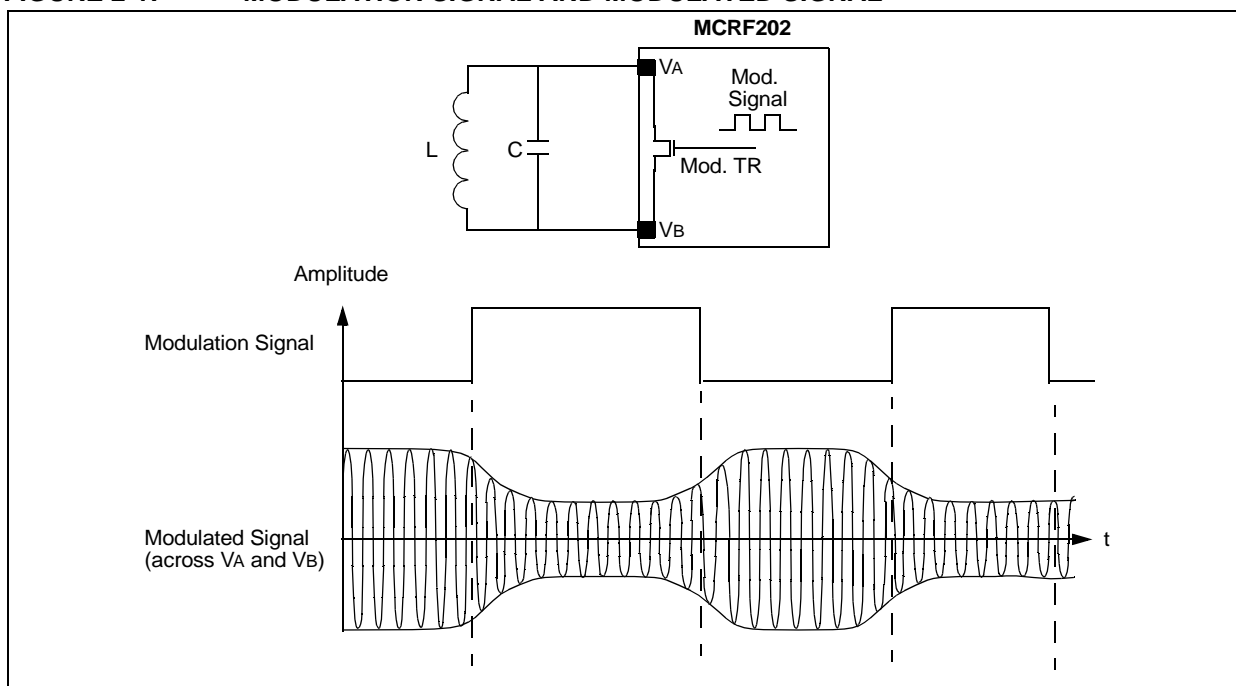 MCRF202
VA
Mod.
Signal
L
C
Mod. TR
VB
Amplitude
Modulation Signal
Modulated Signal
(across VA and VB)
t